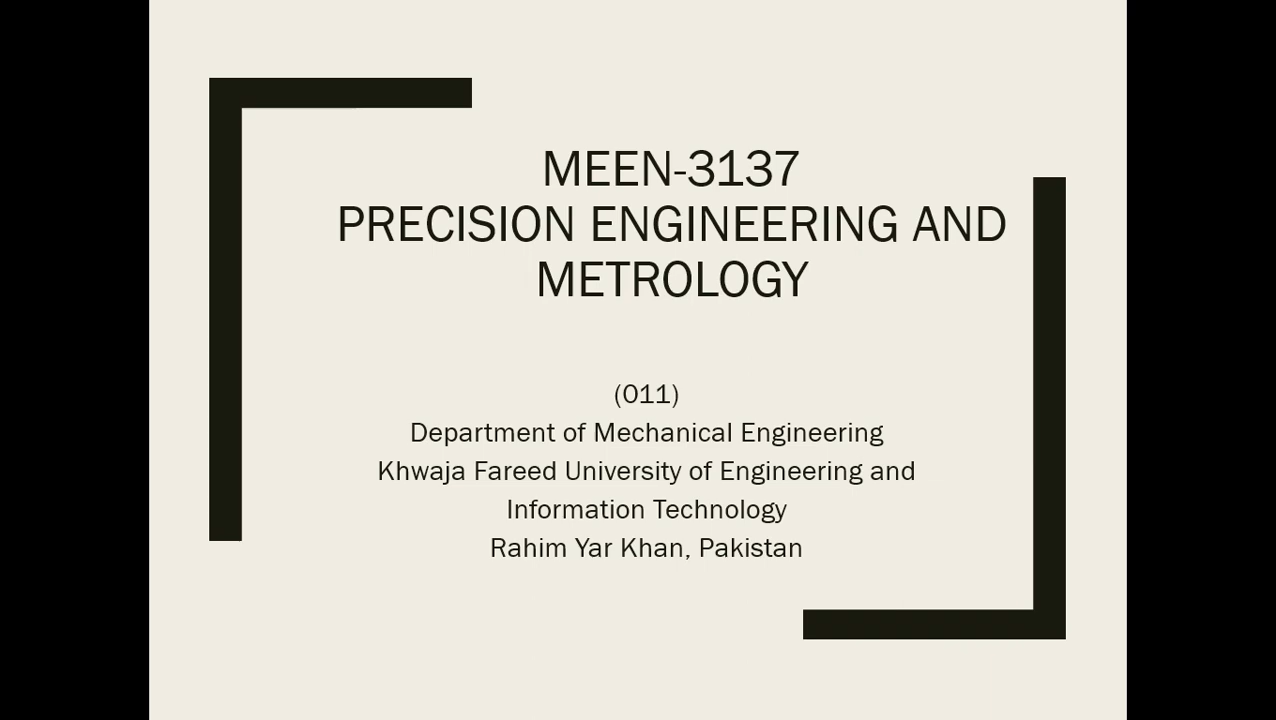 MEEN-3137
PRECISION ENGINEERING AND
METROLOGY
(011)
Department of Mechanical Engineering
Khwaja Fareed University of Engineering and
Information Technology
Rahim Yar Khan, Pakistan